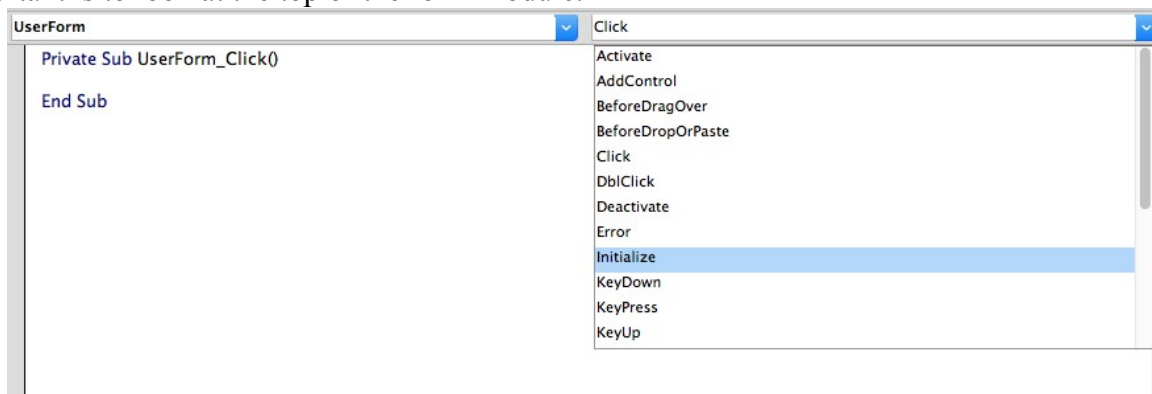 UserForm
Click
Private Sub UserForm_Click()
End Sub
Activate
AddControl
BeforeDragOver
BeforeDropOrPaste
Click
DblClick
Deactivate
Error
Initialize
KeyDown
KeyPress
KeyUp